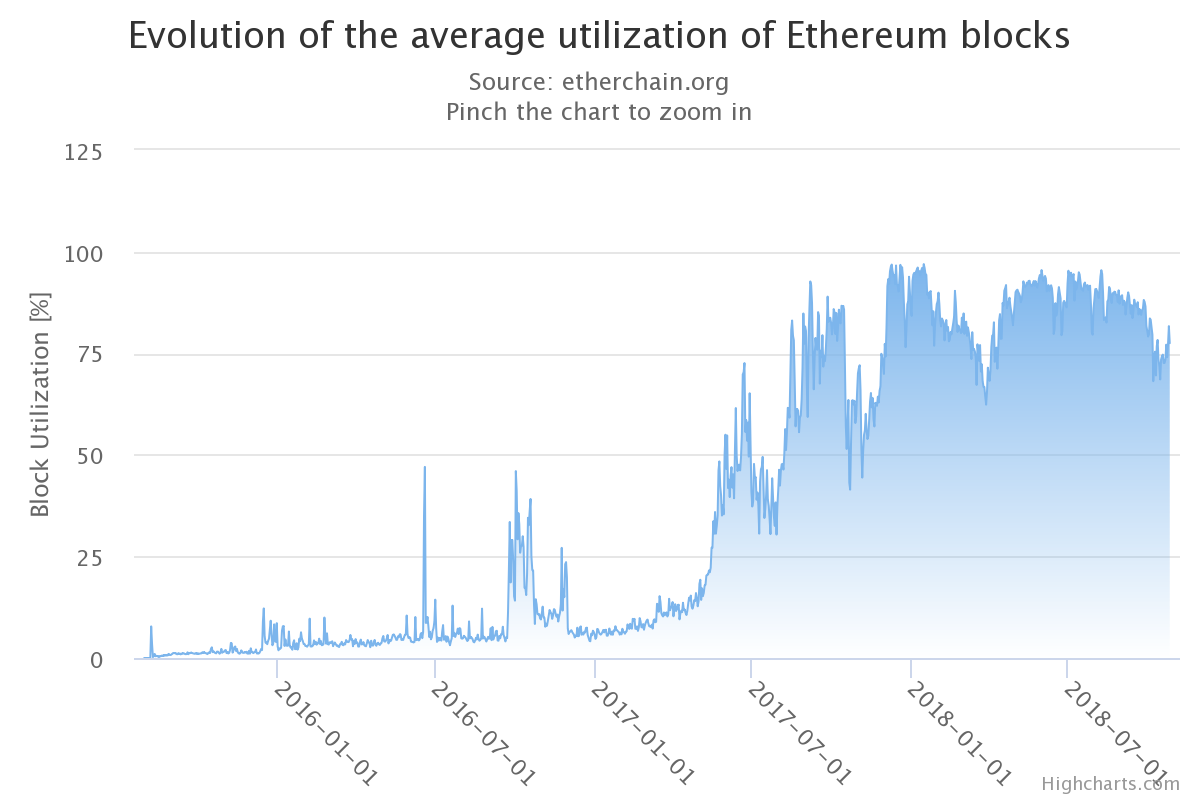 Evolution of the average utilization of Ethereum blocks
Source: etherchain.org
Pinch the chart to zoom in
Block Utilization [%]
125
100
75
50
25
0
2016-01-01
2016-07-01
2017-01-01
2017-07-01
2018-01-01
2018-07-01
Highcharts.com